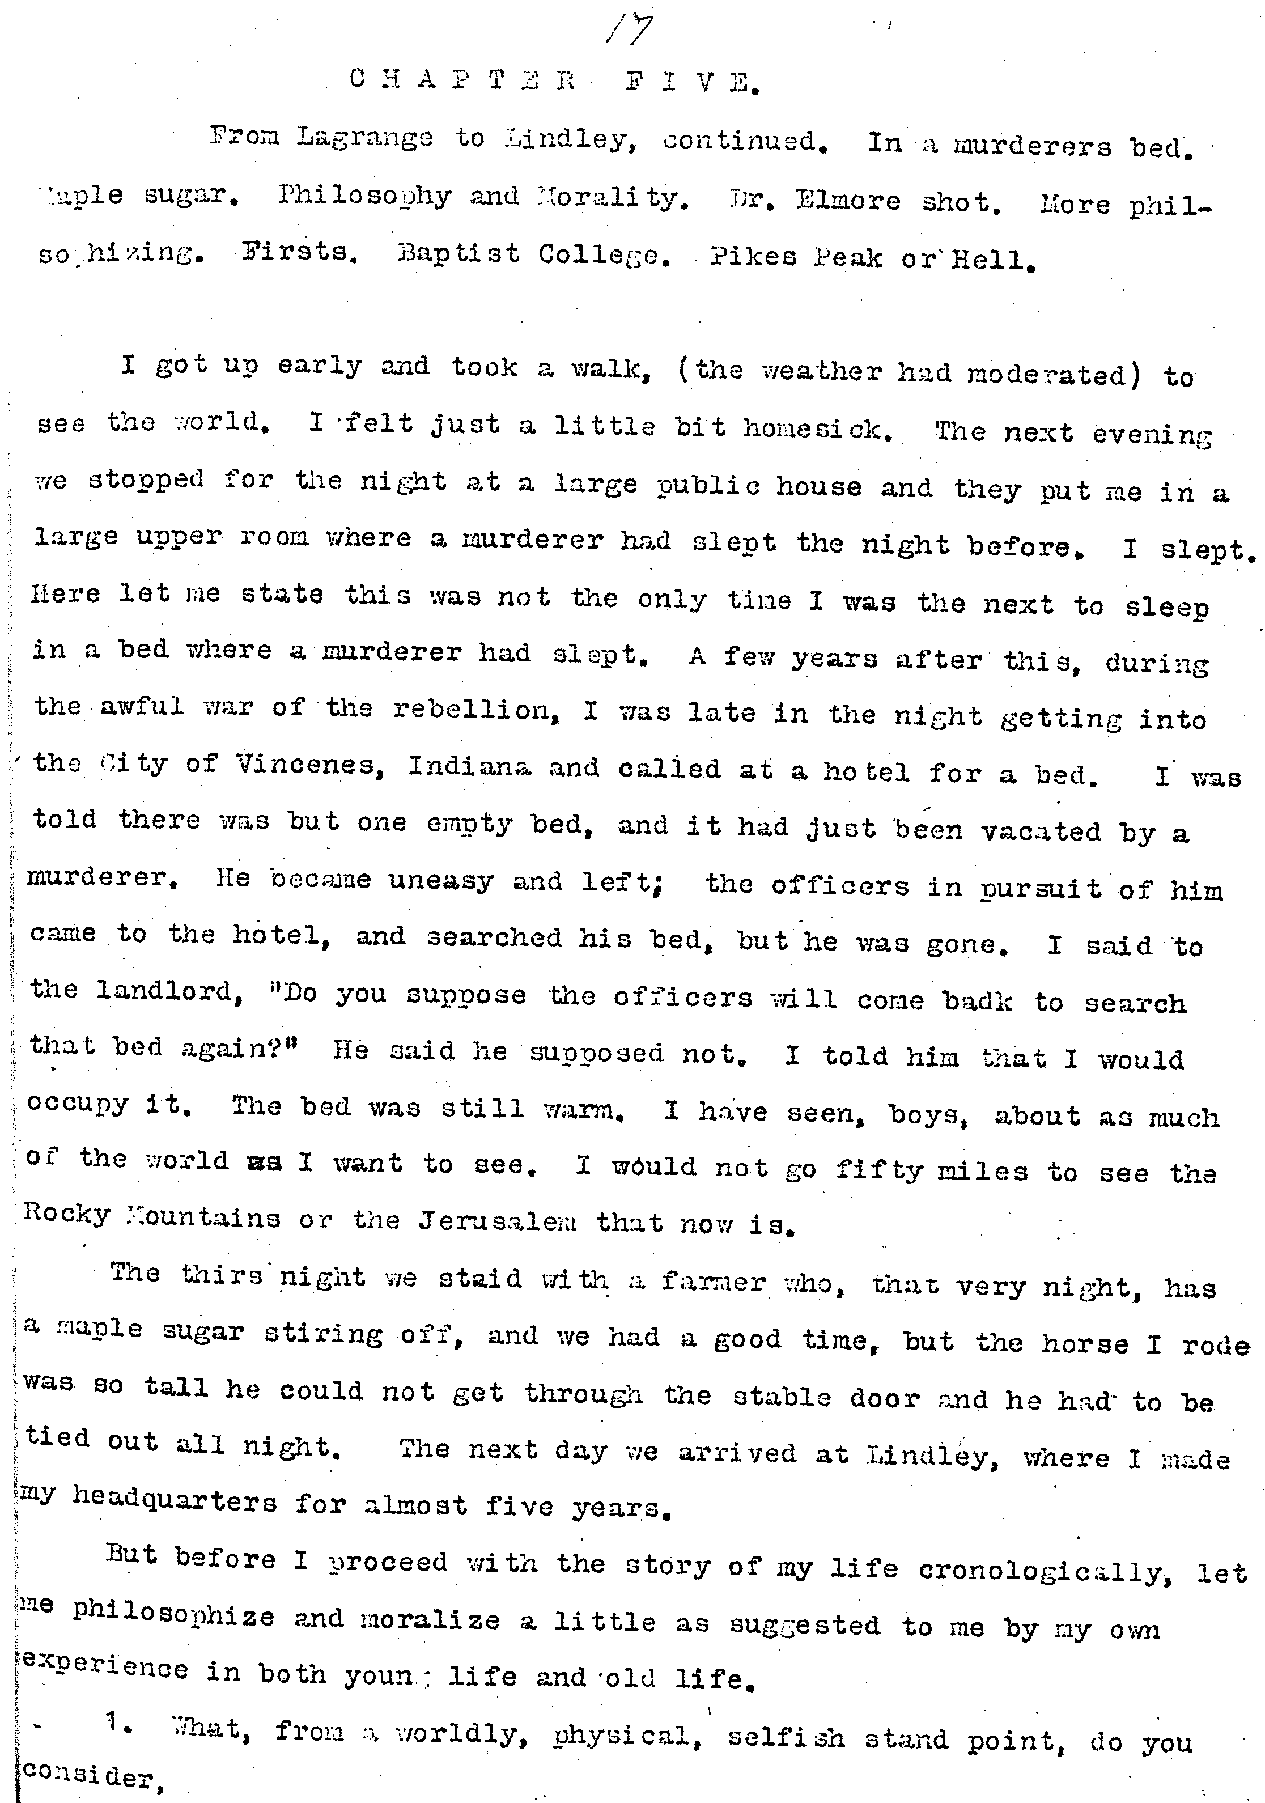 17
CHAPTER FIVE.
From Lagrange to Lindley, continued. In a murderers bed.
Maple sugar. Philosophy and Morality. Dr. Elmore shot. More phil-
sophizing. Firsts. Baptist College. Pikes Peak or Hell.
I got up early and took a walk, (the weather had moderated) to
see the world. I felt just a little bit homesick. The next evening
we stopped for the night at a large public house and they put me in a
large upper room where a murderer had slept the night before. I slept.
Here let me state this was not the only time I was the next to sleep
in a bed where a murderer had slept. A few years after this, during
the awful war of the rebellion, I was late in the night getting into
the City of Vincenes, Indiana and called at a hotel for a bed. I was
told there was but one empty bed, and it had just been vacated by a
murderer. He became uneasy and left; the officers in pursuit of him
came to the hotel, and searched his bed, but he was gone. I said to
the landlord, "Do you suppose the officers will come badk to search
that bed again?" He said he supposed not. I told him that I would
occupy it. The bed was still warm. I have seen, boys, about as much
of the world as I want to see. I would not go fifty miles to see the
Rocky Mountains or the Jerusalem that now is.
The thirs night we staid with a farmer who, that very night, has
a maple sugar stiring off, and we had a good time, but the horse I rode
was so tall he could not get through the stable door and he had to be
tied out all night. The next day we arrived at Lindley, where I made
my headquarters for almost five years.
But before I proceed with the story of my life cronologically, let
me philosophize and moralize a little as suggested to me by my own
experience in both young life and old life.
1. What, from a worldly, physical, selfish stand point, do you
consider,